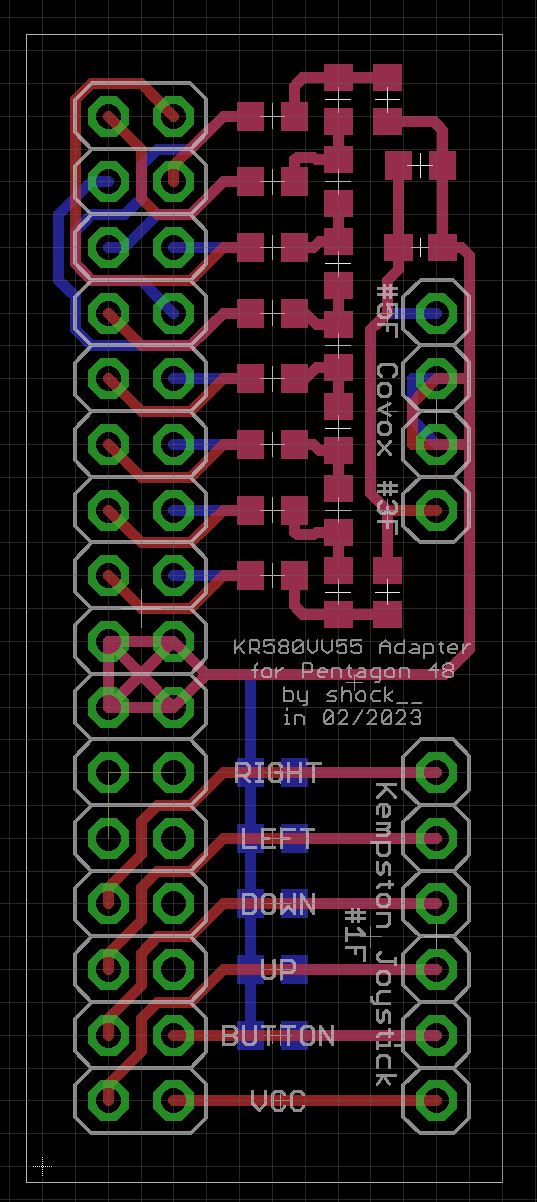 #5F Covox #3F
KR580VV55 Adapter
for Pentagon 48
by shock__
in 02/2023
RIGHT
LEFT
DOWN
UP
BUTTON
VCC
Kempston Joystick
#1F